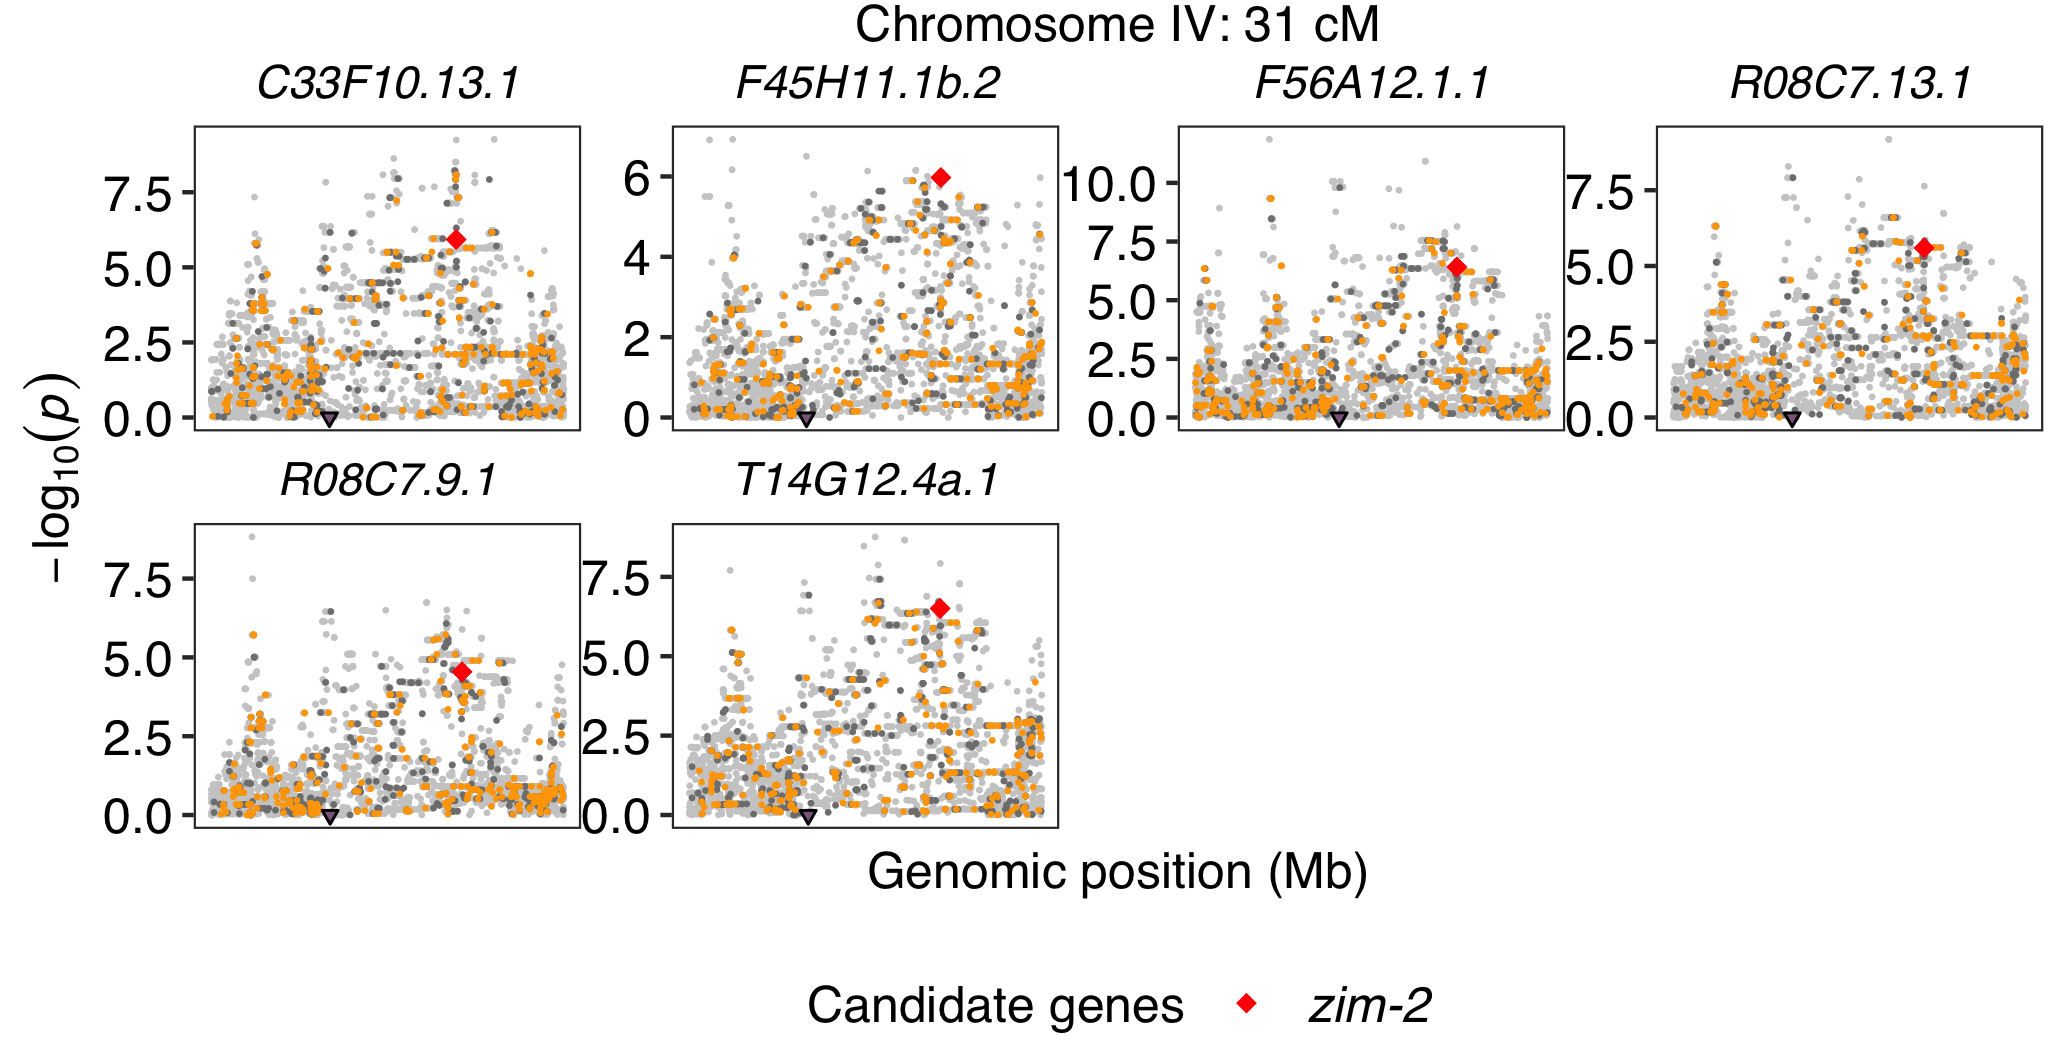 Chromosome IV: 31 cM
C33F10.13.1 F45H11.1b.2 F56A12.1.1 R08C7.13.1
7.5 5.0 2.5 0.0
6 4 2 0
10.0 7.5 5.0 2.5 0.0
7.5 5.0 2.5 0.0
R08C7.9.1 T14G12.4a.1
7.5 5.0 2.5 0.0
7.5 5.0 2.5 0.0
−log10(p)
Genomic position (Mb)
Candidate genes zim-2